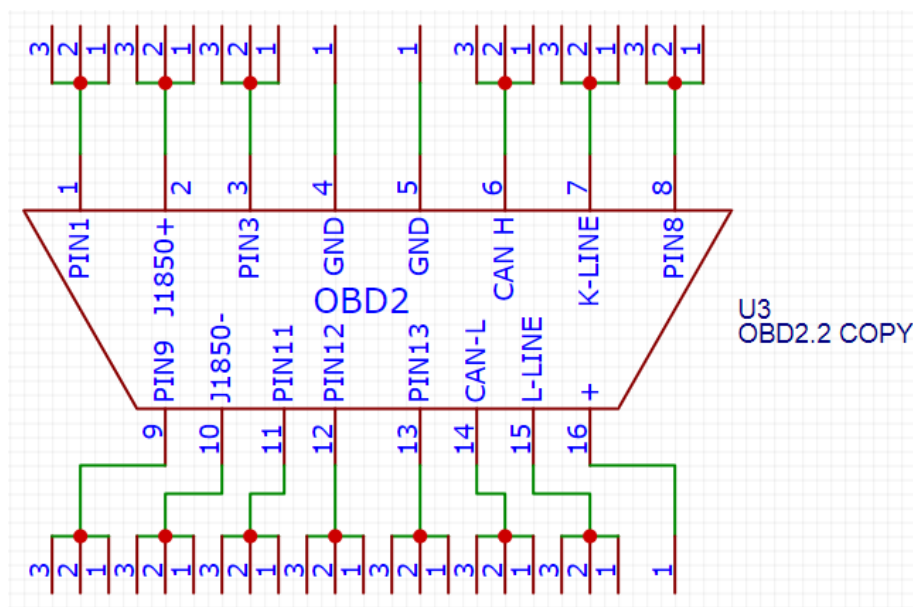 3 2 1 3 2 1 3 2 1 1 1 3 2 1 3 2 1 3 2 1
1 2 3 4 5 6 7 8
PIN1 J1850+ PIN3 GND GND CAN H K-LINE PIN8
OBD2
U3
OBD2.2 COPY
PIN9 J1850- PIN11 PIN12 PIN13 CAN-L L-LINE +
9 10 11 12 13 14 15 16
3 2 1 3 2 1 3 2 1 3 2 1 3 2 1 3 2 1 3 2 1 1